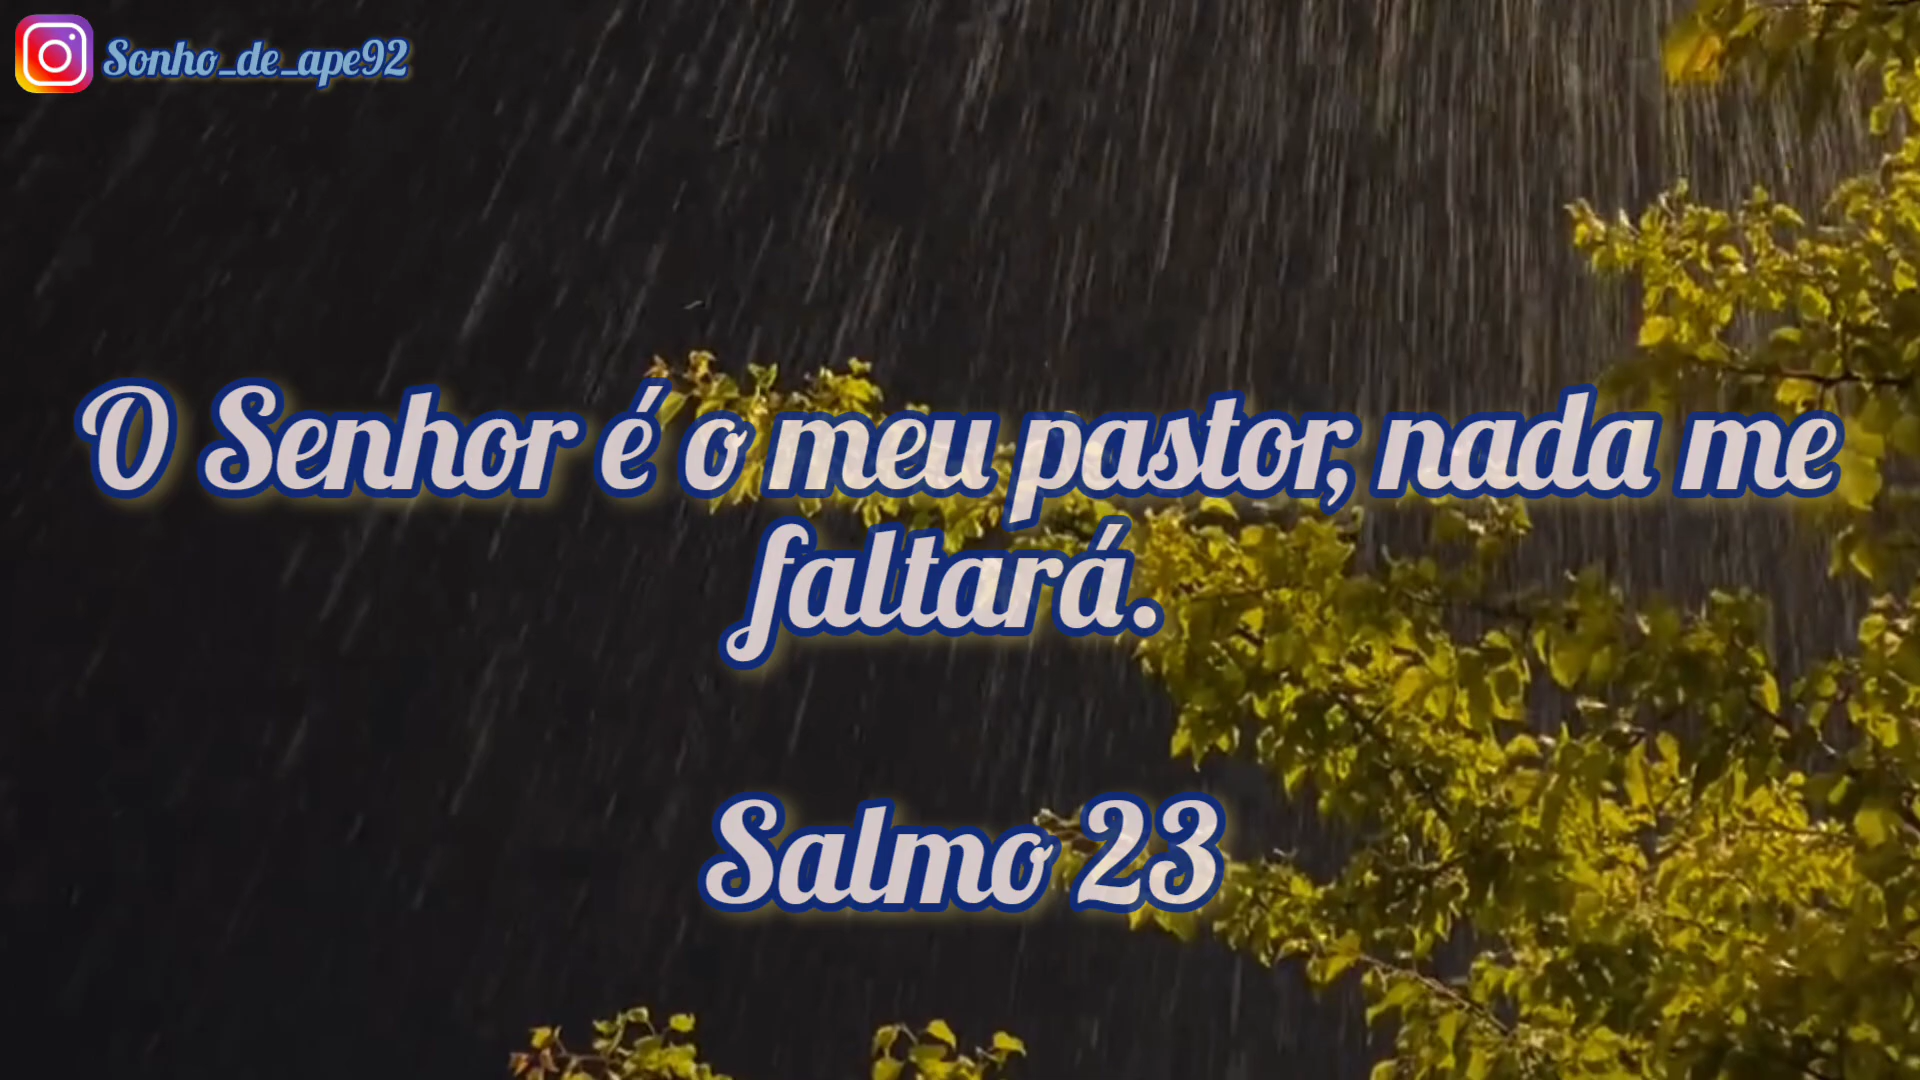 Sonho_de_ape92
O Senhor é o meu pastor, nada me
faltará.
Salmo 23